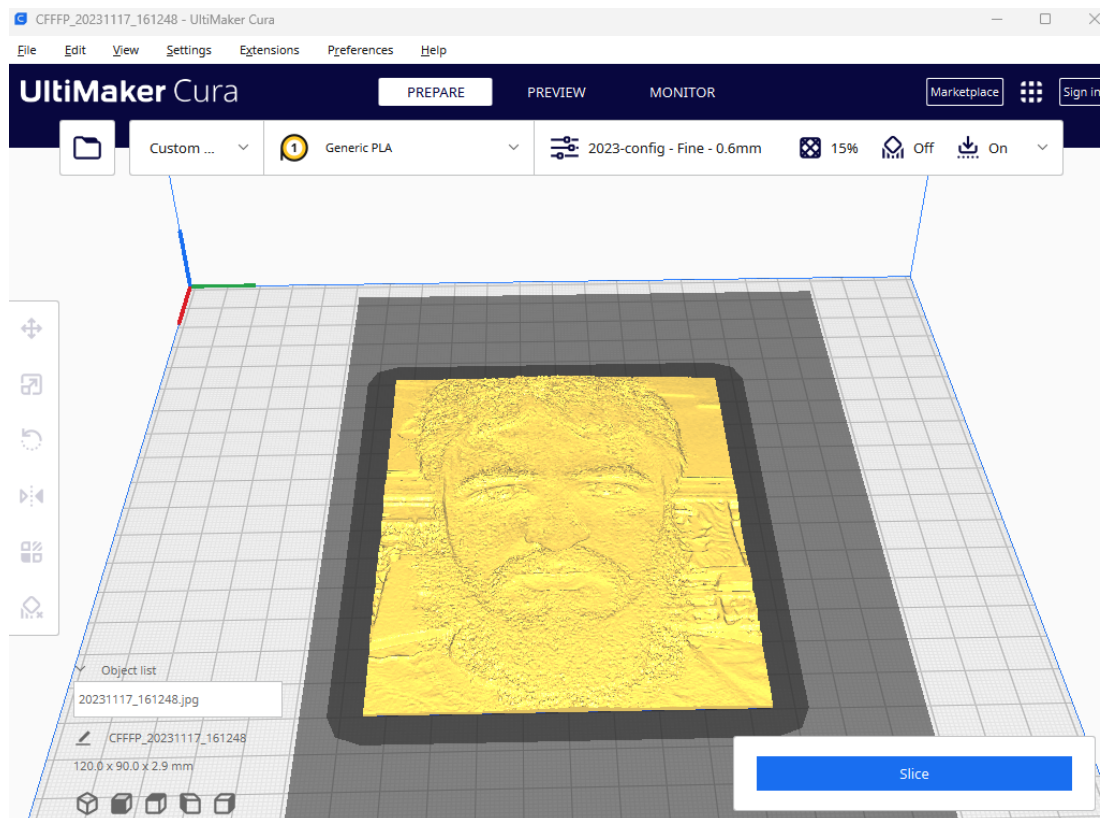 CFFFP_20231117_161248 - UltiMaker Cura
File Edit View Settings Extensions Preferences Help
UltiMaker Cura PREPARE PREVIEW MONITOR Marketplace Sign in
Custom ... 1 Generic PLA 2023-config - Fine - 0.6mm 15% Off On
Object list
20231117_161248.jpg
CFFFP_20231117_161248
120.0 x 90.0 x 2.9 mm
Slice